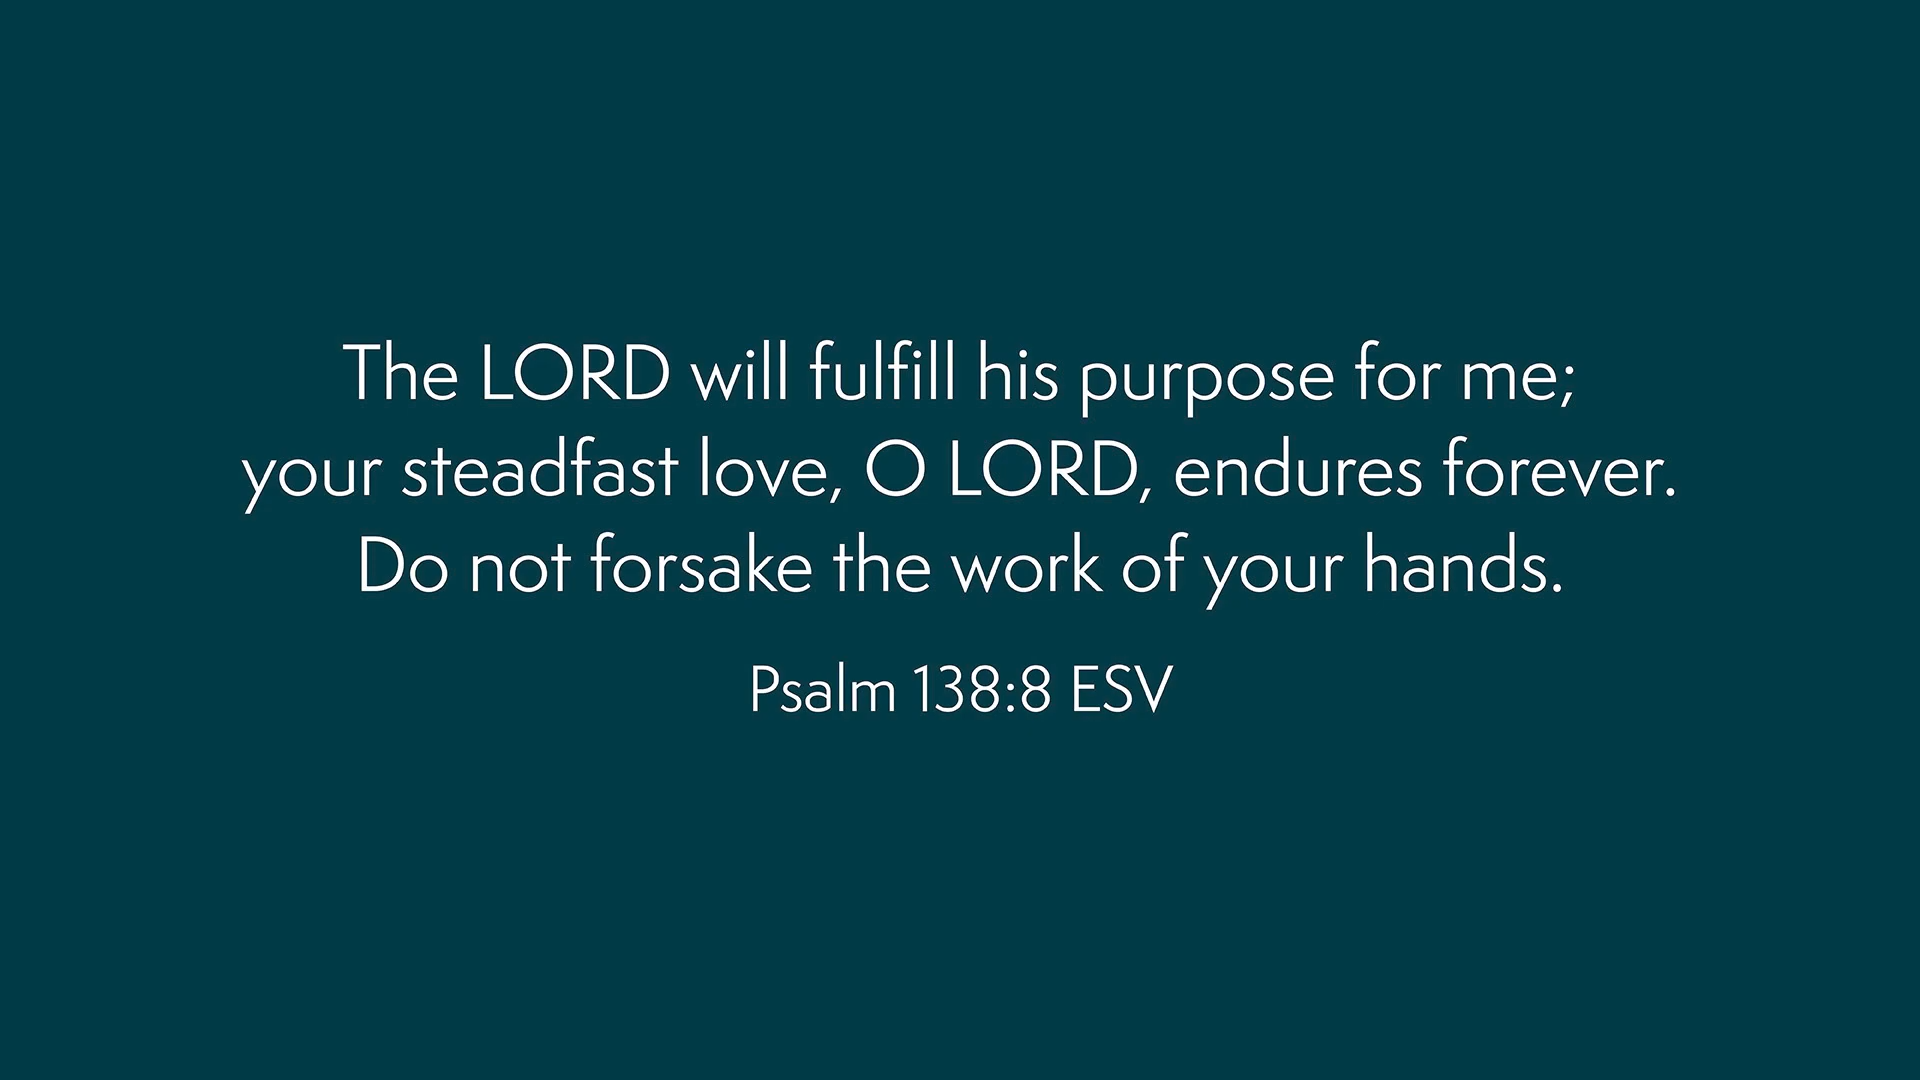 The LORD will fulfill his purpose for me;
your steadfast love, O LORD, endures forever.
Do not forsake the work of your hands.
Psalm 138:8 ESV